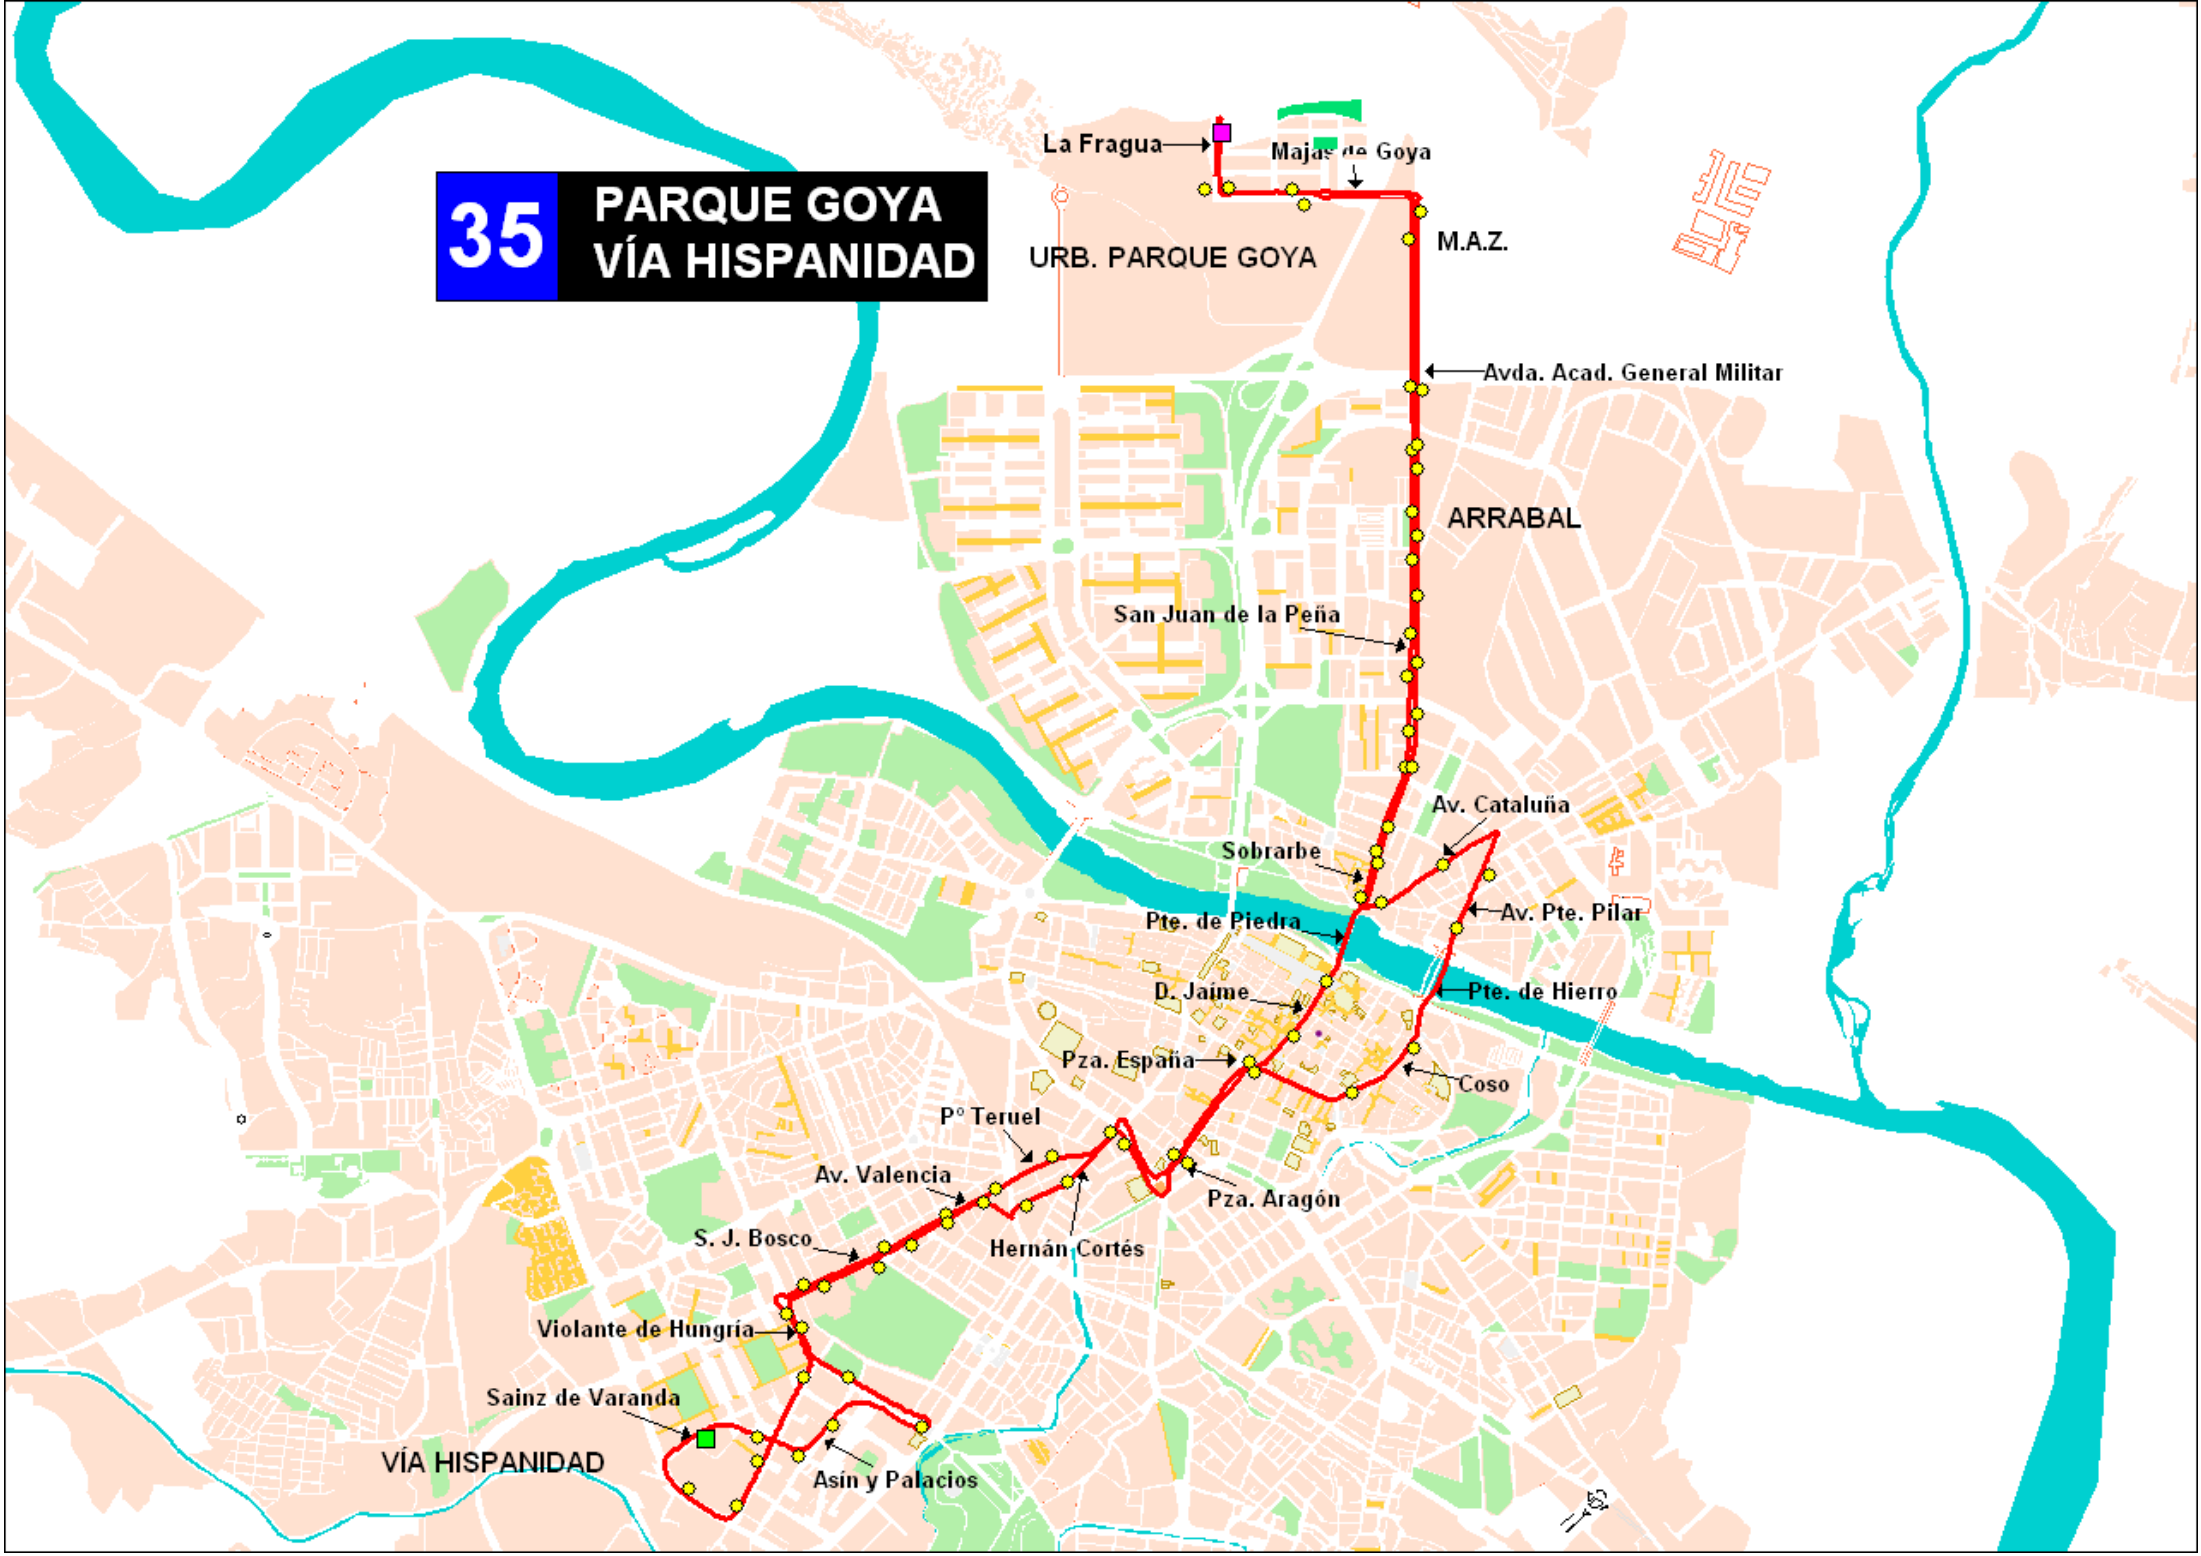 La Fragua
Majas de Goya
35
PARQUE GOYA
VÍA HISPANIDAD
URB. PARQUE GOYA
M.A.Z.
Avda. Acad. General Militar
ARRABAL
San Juan de la Peña
Av. Cataluña
Sobrarbe
Av. Pte. Pilar
Pte. de Piedra
D. Jaime
Pte. de Hierro
Pza. España
Coso
Pº Teruel
Av. Valencia
Pza. Aragón
S. J. Bosco
Hernán Cortés
Violante de Hungría
Sainz de Varanda
VÍA HISPANIDAD
Asín y Palacios